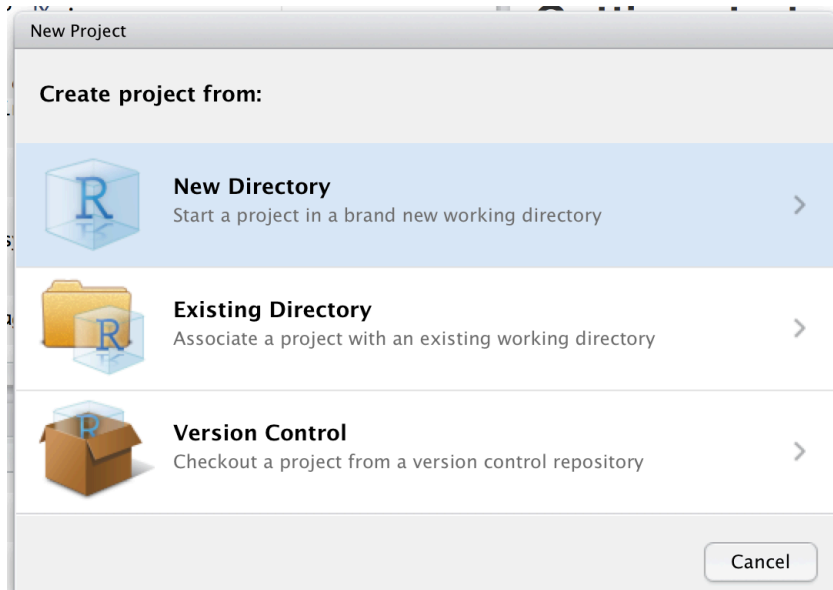 New Project
Create project from:
R
New Directory
Start a project in a brand new working directory
R
Existing Directory
Associate a project with an existing working directory
R
Version Control
Checkout a project from a version control repository
Cancel